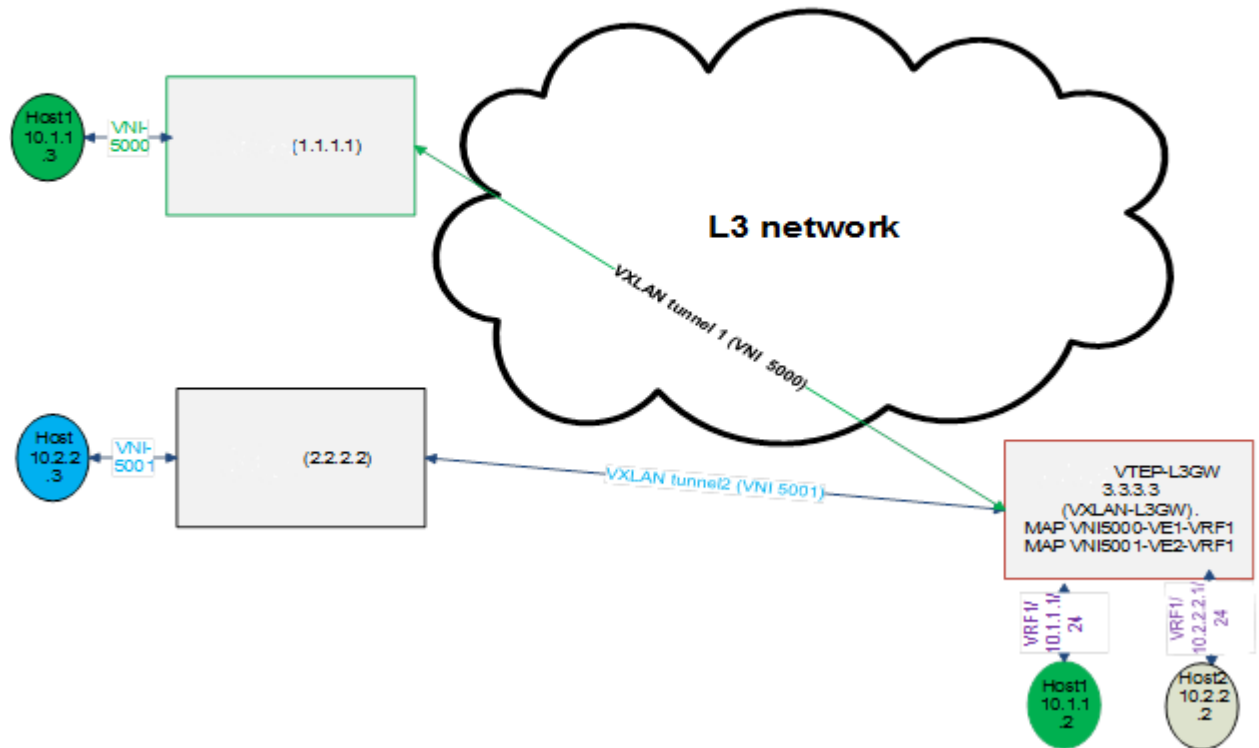 Host1
10.1.1
.3
VNI-
5000
(1.1.1.1)
L3 network
VXLAN tunnel 1 (VNI 5000)
Host
10.2.2
.3
VNI-
5001
(2.2.2.2)
VXLAN tunnel2 (VNI 5001)
VTEP-L3GW
3.3.3.3
(VXLAN-L3GW).
MAP VNI5000-VE1-VRF1
MAP VNI5001-VE2-VRF1
VRF1/
10.1.1.1/
24
VRF1/
10.2.2.2.1/
24
Host1
10.1.1
.2
Host2
10.2.2
.2